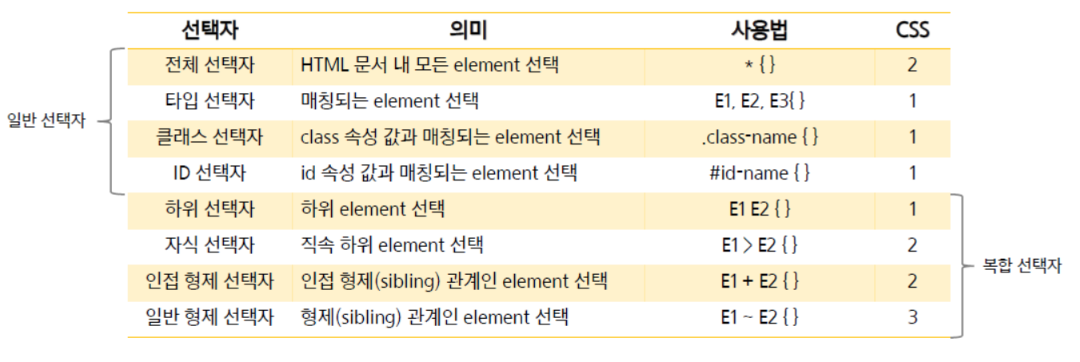 선택자 의미 사용법 CSS
전체 선택자 HTML 문서 내 모든 element 선택 * { } 2
타입 선택자 매칭되는 element 선택 E1, E2, E3{ } 1
일반 선택자
클래스 선택자 class 속성 값과 매칭되는 element 선택 .class-name { } 1
ID 선택자 id 속성 값과 매칭되는 element 선택 #id-name { } 1
하위 선택자 하위 element 선택 E1 E2 { } 1
자식 선택자 직속 하위 element 선택 E1 > E2 { } 2
복합 선택자
인접 형제 선택자 인접 형제(sibling) 관계인 element 선택 E1 + E2 { } 2
일반 형제 선택자 형제(sibling) 관계인 element 선택 E1 ~ E2 { } 3